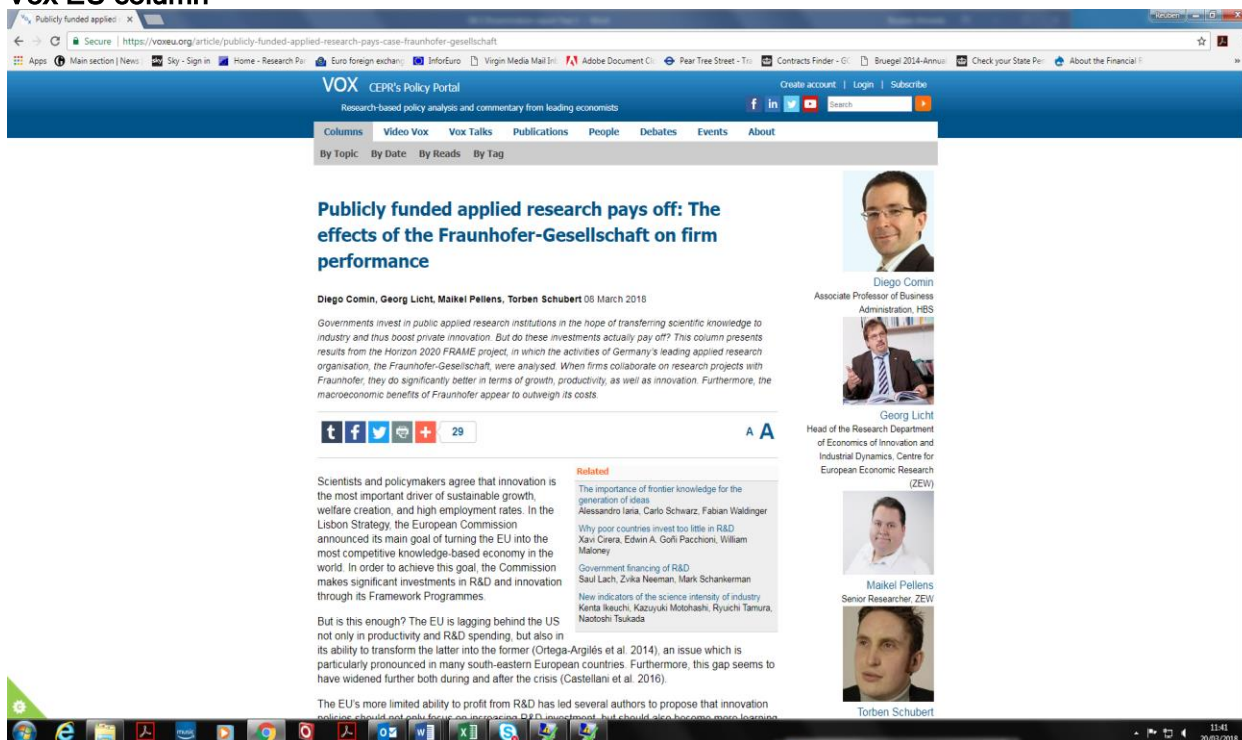 Vox EU column
Publicly funded applied
Reuben
Secure | https://voxeu.org/article/publicly-funded-applied-research-pays-case-fraunhofer-gesellschaft
Apps Main section | News Sky - Sign in Home - Research Par Euro foreign exchang InforEuro Virgin Media Mail In Adobe Document Cl Pear Tree Street - Tra Contracts Finder - G Bruegel 2014-Annua Check your State Pe About the Financial
VOX CEPR's Policy Portal
Create account | Login | Subscribe
Research-based policy analysis and commentary from leading economists
Search
Columns Video Vox Vox Talks Publications People Debates Events About
By Topic By Date By Reads By Tag
Publicly funded applied research pays off: The
effects of the Fraunhofer-Gesellschaft on firm
performance
Diego Comin, Georg Licht, Maikel Pellens, Torben Schubert 08 March 2018
Governments invest in public applied research institutions in the hope of transferring scientific knowledge to
industry and thus boost private innovation. But do these investments actually pay off? This column presents
results from the Horizon 2020 FRAME project, in which the activities of Germany's leading applied research
organisation, the Fraunhofer-Gesellschaft, were analysed. When firms collaborate on research projects with
Fraunhofer, they do significantly better in terms of growth, productivity, as well as innovation. Furthermore, the
macroeconomic benefits of Fraunhofer appear to outweigh its costs.
29
A A
Scientists and policymakers agree that innovation is
the most important driver of sustainable growth,
welfare creation, and high employment rates. In the
Lisbon Strategy, the European Commission
announced its main goal of turning the EU into the
most competitive knowledge-based economy in the
world. In order to achieve this goal, the Commission
makes significant investments in R&D and innovation
through its Framework Programmes.
But is this enough? The EU is lagging behind the US
not only in productivity and R&D spending, but also in
its ability to transform the latter into the former (Ortega-Argilés et al. 2014), an issue which is
particularly pronounced in many south-eastern European countries. Furthermore, this gap seems to
have widened further both during and after the crisis (Castellani et al. 2016).
The EU's more limited ability to profit from R&D has led several authors to propose that innovation
policies should not only focus on increasing R&D investment, but should also become more learning
Related
The importance of frontier knowledge for the
generation of ideas
Alessandro Iaria, Carlo Schwarz, Fabian Waldinger
Why poor countries invest too little in R&D
Xavi Cirera, Edwin A. Goñi Pacchioni, William
Maloney
Government financing of R&D
Saul Lach, Zvika Neeman, Mark Schankerman
New indicators of the science intensity of industry
Kenta Ikeuchi, Kazuyuki Motohashi, Ryuichi Tamura,
Naotoshi Tsukada
Diego Comin
Associate Professor of Business
Administration, HBS
Georg Licht
Head of the Research Department
of Economics of Innovation and
Industrial Dynamics, Centre for
European Economic Research
(ZEW)
Maikel Pellens
Senior Researcher, ZEW
Torben Schubert
11:41
20/03/2018